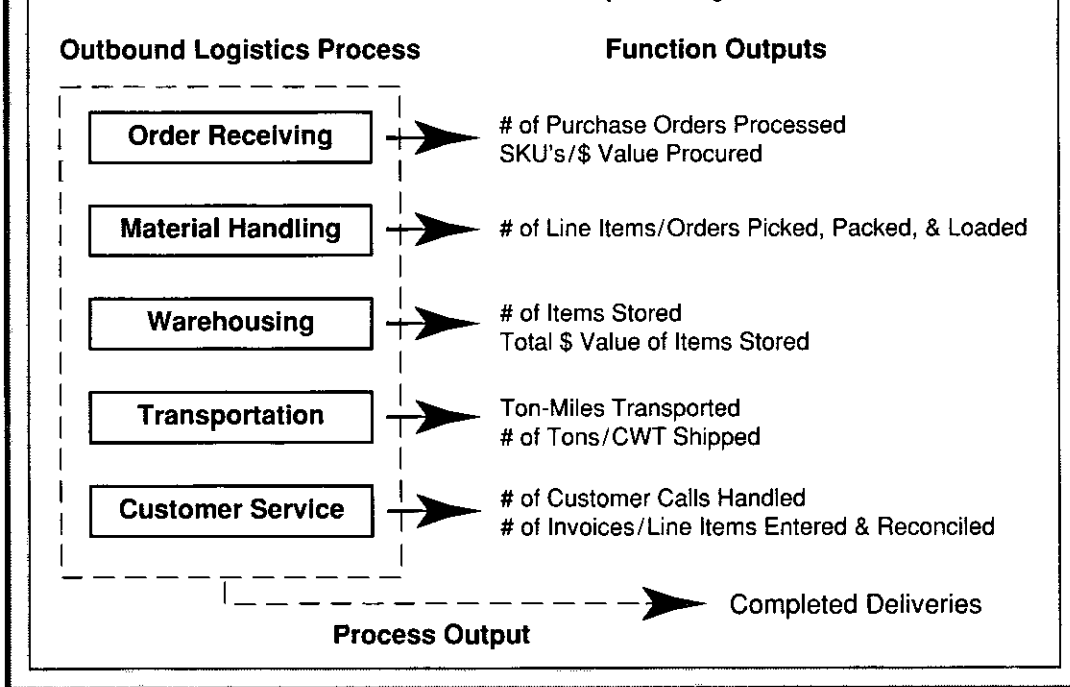 Outbound Logistics Process
Function Outputs
Order Receiving
# of Purchase Orders Processed
SKU's/$ Value Procured
Material Handling
# of Line Items/Orders Picked, Packed, & Loaded
Warehousing
# of Items Stored
Total $ Value of Items Stored
Transportation
Ton-Miles Transported
# of Tons/CWT Shipped
Customer Service
# of Customer Calls Handled
# of Invoices/Line Items Entered & Reconciled
Completed Deliveries
Process Output